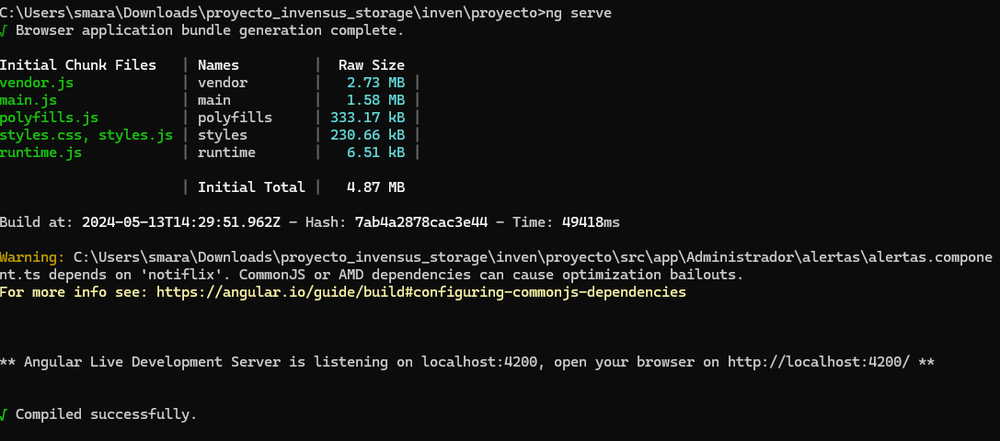 C:\Users\smara\Downloads\proyecto_invensus_storage\inven\proyecto>ng serve
√ Browser application bundle generation complete.
Initial Chunk Files | Names | Raw Size
vendor.js | vendor | 2.73 MB |
main.js | main | 1.58 MB |
polyfills.js | polyfills | 333.17 kB |
styles.css, styles.js | styles | 230.66 kB |
runtime.js | runtime | 6.51 kB |
| Initial Total | 4.87 MB
Build at: 2024-05-13T14:29:51.962Z - Hash: 7ab4a2878cac3e44 - Time: 49418ms
Warning: C:\Users\smara\Downloads\proyecto_invensus_storage\inven\proyecto\src\app\Administrador\alertas\alertas.compone
nt.ts depends on 'notiflix'. CommonJS or AMD dependencies can cause optimization bailouts.
For more info see: https://angular.io/guide/build#configuring-commonjs-dependencies
** Angular Live Development Server is listening on localhost:4200, open your browser on http://localhost:4200/ **
√ Compiled successfully.